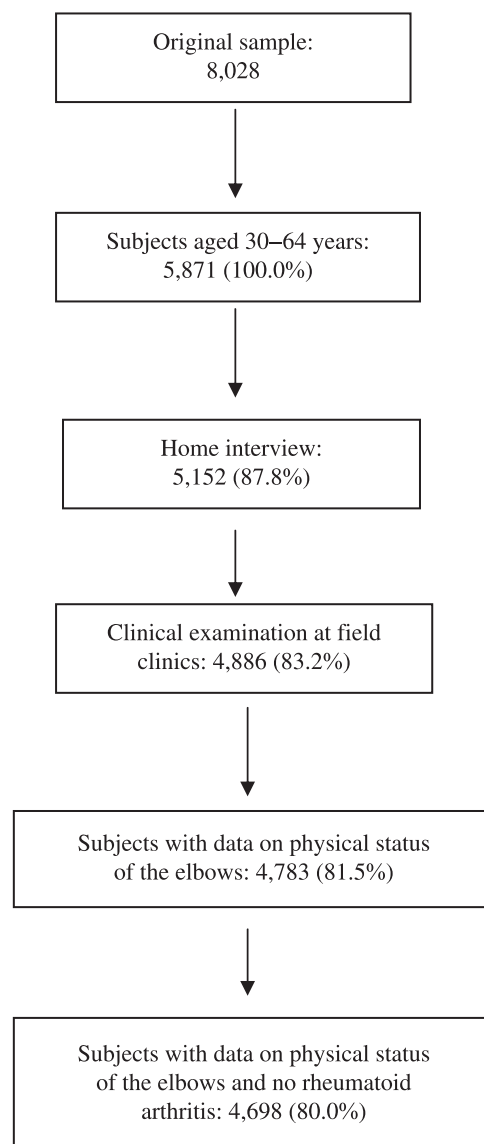 Original sample:
8,028
Subjects aged 30–64 years:
5,871 (100.0%)
Home interview:
5,152 (87.8%)
Clinical examination at field
clinics: 4,886 (83.2%)
Subjects with data on physical status
of the elbows: 4,783 (81.5%)
Subjects with data on physical status
of the elbows and no rheumatoid
arthritis: 4,698 (80.0%)